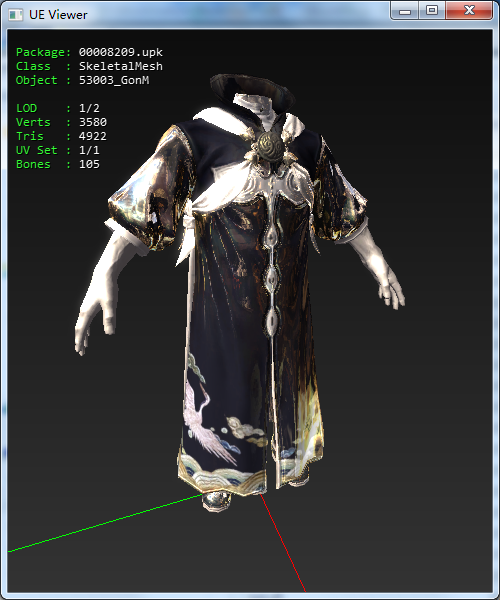 UE Viewer
Package: 00008209.upk
Class : SkeletalMesh
Object : 53003_GonM
LOD : 1/2
Verts : 3580
Tris : 4922
UV Set : 1/1
Bones : 105